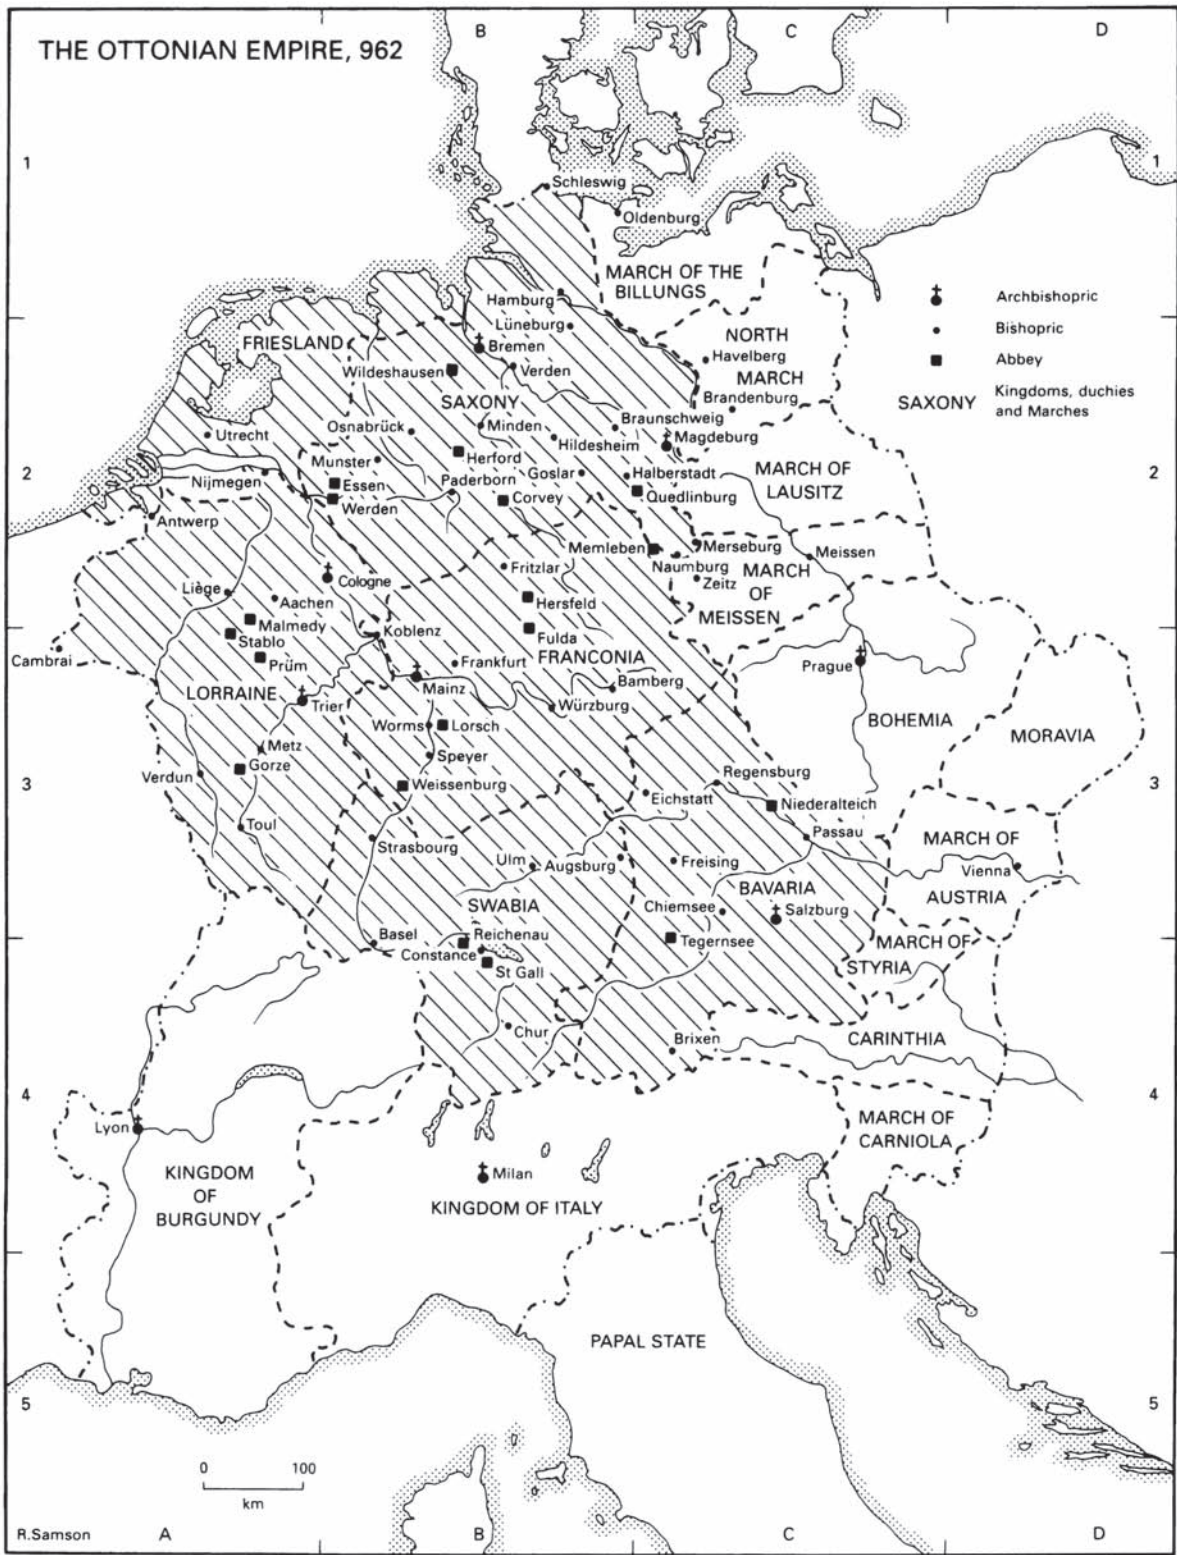 THE OTTONIAN EMPIRE, 962
B
C
D
1
1
Schleswig
Oldenburg
MARCH OF THE
BILLUNGS
Hamburg
Archbishopric
Lüneburg
NORTH
Bishopric
FRIESLAND
Bremen
Havelberg
Abbey
Wildeshausen
Verden
MARCH
SAXONY
Brandenburg
SAXONY
Kingdoms, duchies
and Marches
Utrecht
Osnabrück
Minden
Braunschweig
Hildesheim
Magdeburg
2
Munster
Herford
Goslar
Halberstadt
MARCH OF
LAUSITZ
2
Nijmegen
Essen
Paderborn
Quedlinburg
Werden
Corvey
Antwerp
Memleben
Merseburg
Meissen
Fritzlar
Naumburg
Cologne
Zeitz
MARCH
OF
MEISSEN
Liège
Aachen
Hersfeld
Malmedy
Stablo
Koblenz
Fulda
Cambrai
Prüm
Frankfurt
FRANCONIA
Prague
LORRAINE
Trier
Mainz
Bamberg
Würzburg
BOHEMIA
Worms
Lorsch
MORAVIA
Metz
Speyer
Gorze
Verdun
Weissenburg
Regensburg
3
Eichstatt
Niederalteich
3
Toul
Strasbourg
Passau
MARCH OF
Ulm
Augsburg
Freising
Vienna
BAVARIA
AUSTRIA
SWABIA
Chiemsee
Salzburg
Basel
Reichenau
Constance
Tegernsee
MARCH OF
STYRIA
St Gall
Chur
Brixen
CARINTHIA
4
4
Lyon
MARCH OF
CARNIOLA
KINGDOM
OF
BURGUNDY
Milan
KINGDOM OF ITALY
PAPAL STATE
5
5
0
100
km
R.Samson
A
B
C
D